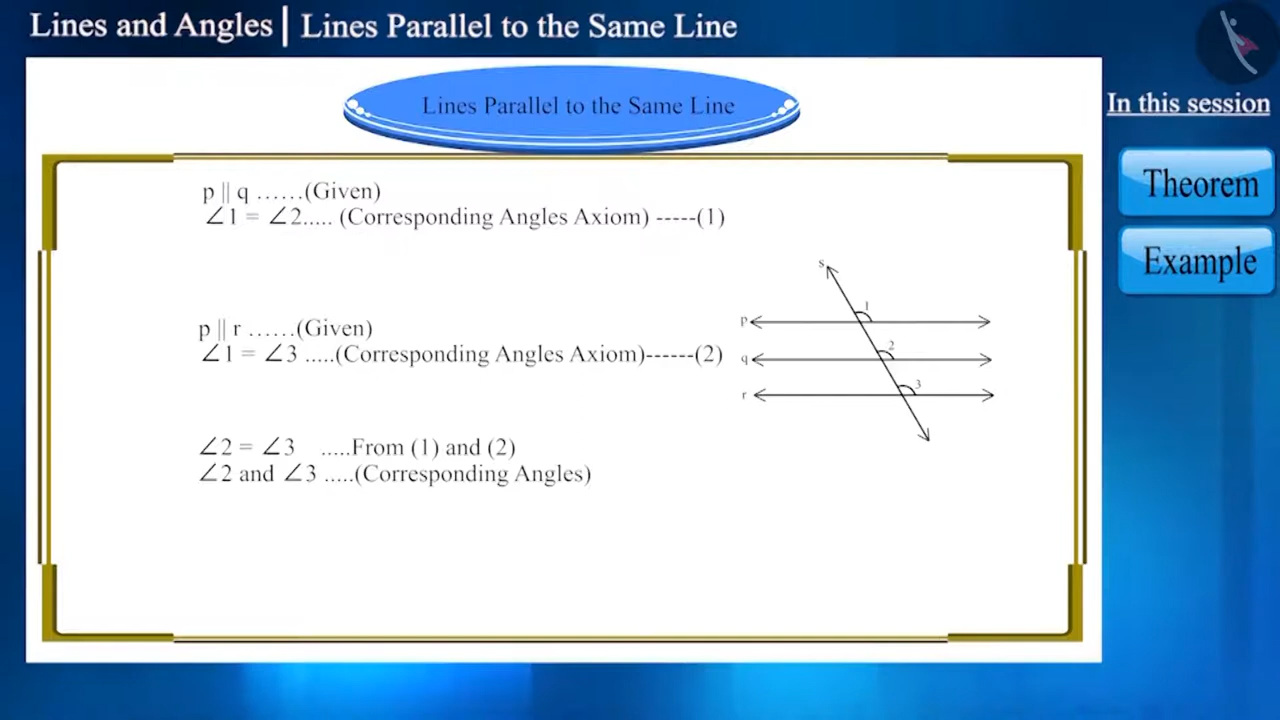 Lines and Angles | Lines Parallel to the Same Line
Lines Parallel to the Same Line
In this session
Theorem
Example
p || q ......(Given)
∠1 = ∠2..... (Corresponding Angles Axiom) -----(1)
p || r ......(Given)
∠1 = ∠3 .....(Corresponding Angles Axiom)------(2)
∠2 = ∠3 .....From (1) and (2)
∠2 and ∠3 .....(Corresponding Angles)
s
1
p
2
q
3
r